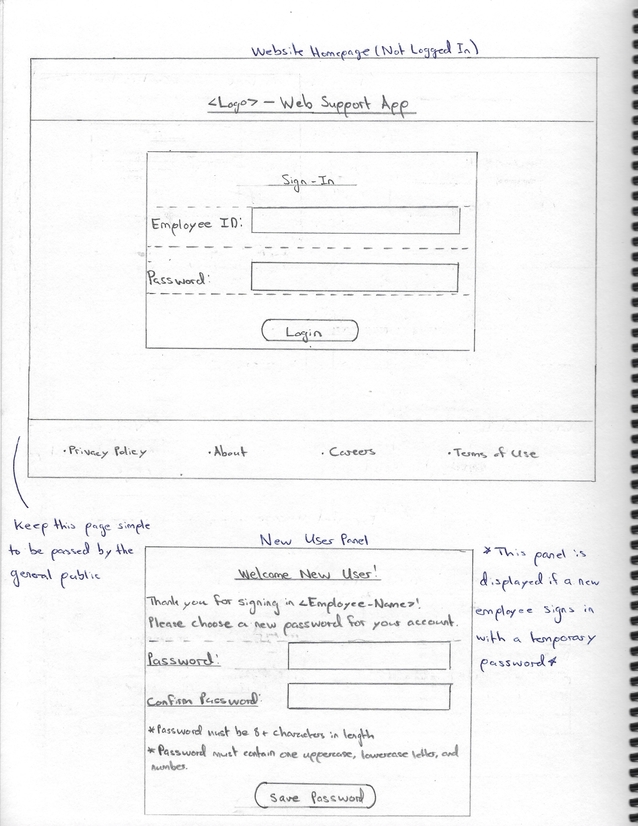 Website Homepage (Not Logged In)
<Logo> - Web Support App
Sign-In
Employee ID:
Password:
Login
• Privacy Policy • About • Careers • Terms of Use
Keep this page simple
to be passed by the
general public
New User Panel
Welcome New User!
Thank you for signing in <Employee-Name>!
Please choose a new password for your account.
Password:
Confirm Password:
*Password must be 8+ characters in length
*Password must contain one uppercase, lowercase letter, and
number.
Save Password
*This panel is
displayed if a new
employee signs in
with a temporary
password*